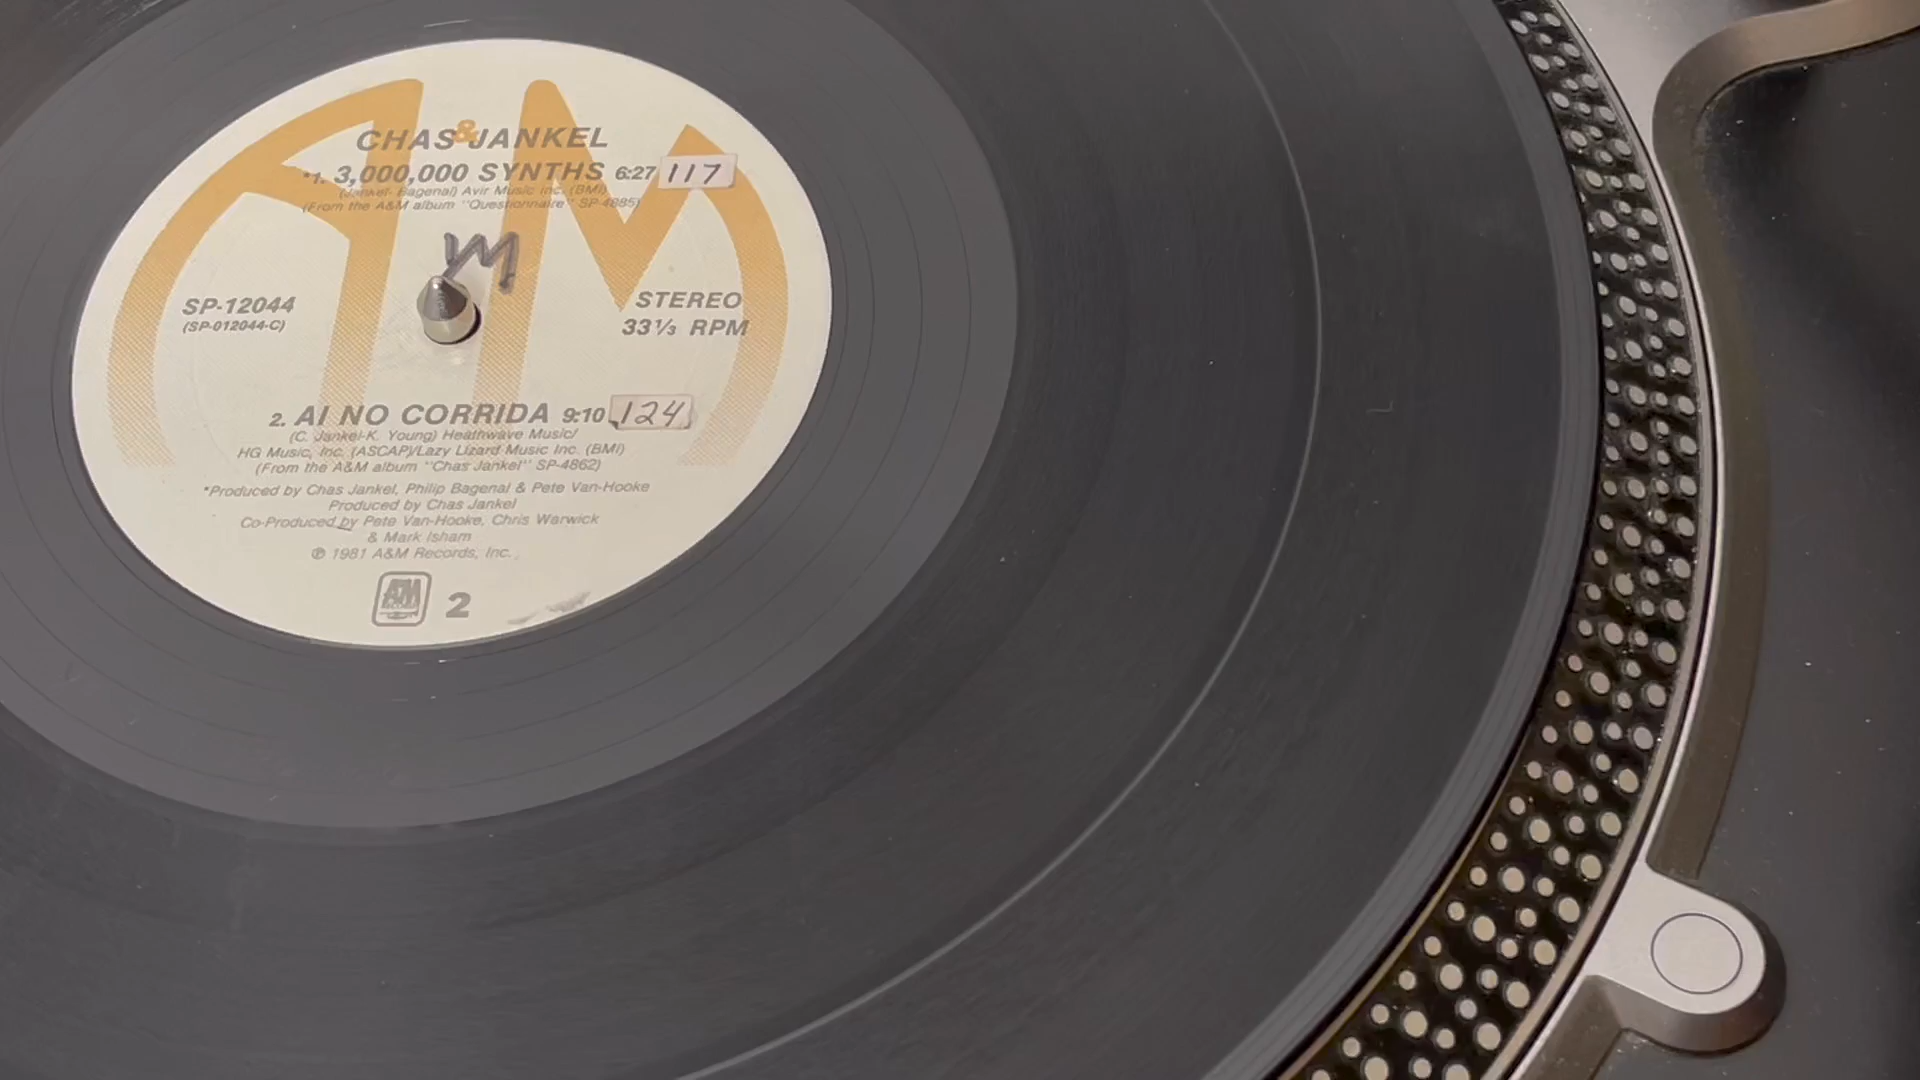 A&M
CHAS JANKEL
*1. 3,000,000 SYNTHS 6:27 117
(Jankel- Bagenal) Avir Music Inc. (BMI)
(From the A&M album "Questionnaire" SP-4885)
M
SP-12044
(SP-012044-C)
STEREO
33⅓ RPM
2. AI NO CORRIDA 9:10 124
(C. Jankel-K. Young) Heathwave Music/
HG Music, Inc. (ASCAP)/Lazy Lizard Music Inc. (BMI)
(From the A&M album "Chas Jankel" SP-4862)
*Produced by Chas Jankel, Philip Bagenal & Pete Van-Hooke
Produced by Chas Jankel
Co-Produced by Pete Van-Hooke, Chris Warwick
& Mark Isham
℗ 1981 A&M Records, Inc.
A&M 2